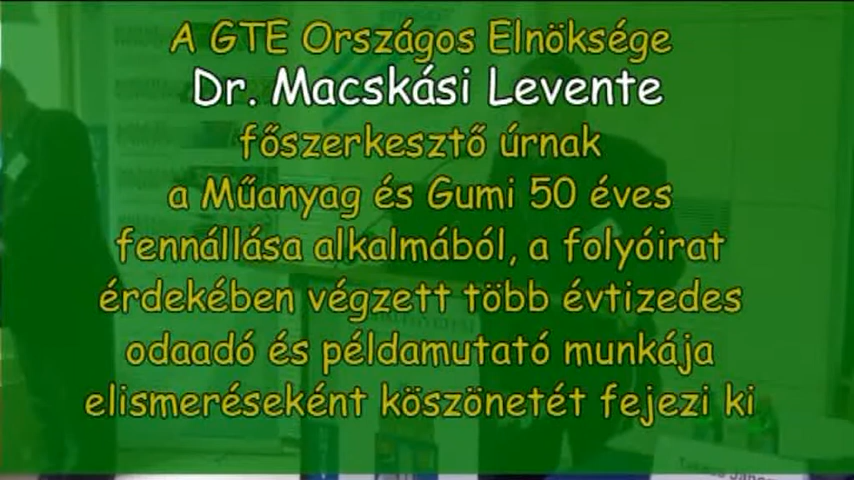 A GTE Országos Elnöksége
Dr. Macskási Levente
főszerkesztő úrnak
a Műanyag és Gumi 50 éves
fennállása alkalmából, a folyóirat
érdekében végzett több évtizedes
odaadó és példamutató munkája
elismeréseként köszönetét fejezi ki